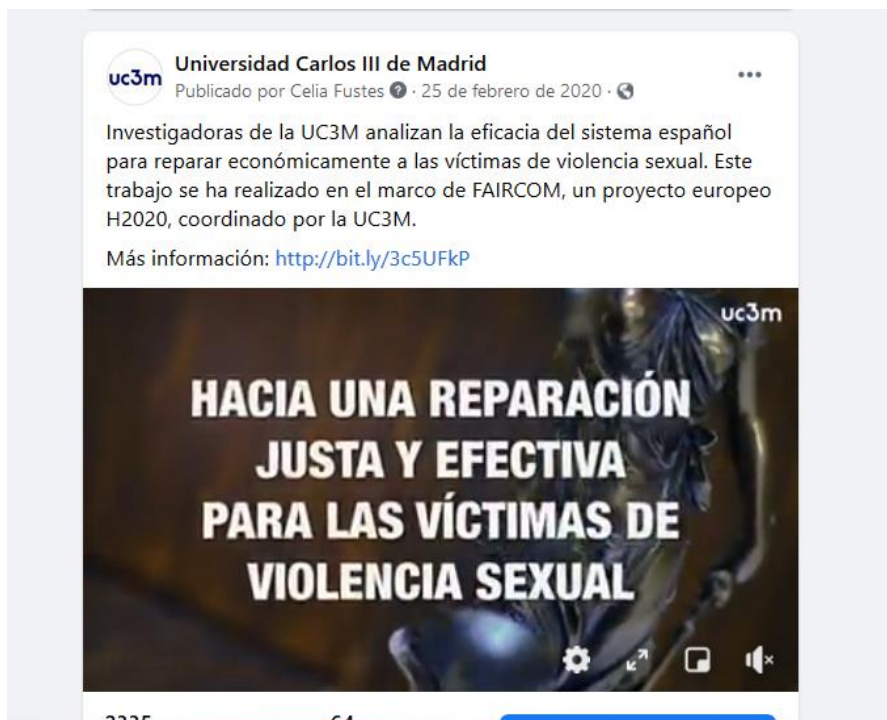 uc3m
Universidad Carlos III de Madrid
Publicado por Celia Fustes · 25 de febrero de 2020 ·
Investigadoras de la UC3M analizan la eficacia del sistema español
para reparar económicamente a las víctimas de violencia sexual. Este
trabajo se ha realizado en el marco de FAIRCOM, un proyecto europeo
H2020, coordinado por la UC3M.
Más información: http://bit.ly/3c5UFkP
uc3m
HACIA UNA REPARACIÓN
JUSTA Y EFECTIVA
PARA LAS VÍCTIMAS DE
VIOLENCIA SEXUAL